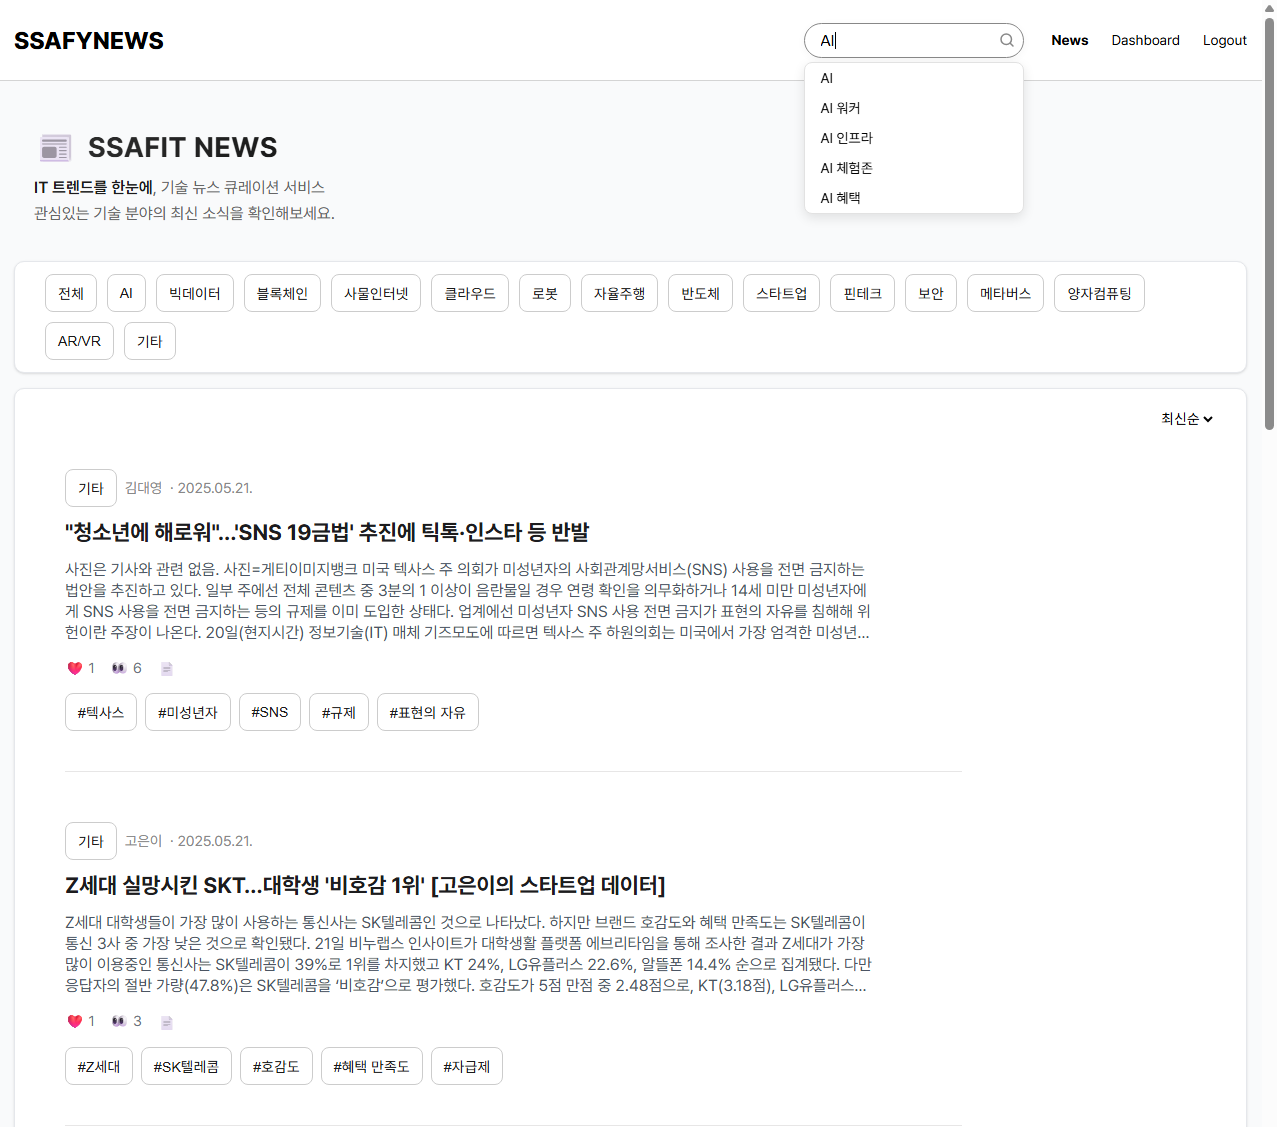 SSAFYNEWS
AI
News
Dashboard
Logout
AI
AI 워커
AI 인프라
AI 체험존
AI 혜택
SSAFIT NEWS
IT 트렌드를 한눈에, 기술 뉴스 큐레이션 서비스
관심있는 기술 분야의 최신 소식을 확인해보세요.
전체
AI
빅데이터
블록체인
사물인터넷
클라우드
로봇
자율주행
반도체
스타트업
핀테크
보안
메타버스
양자컴퓨팅
AR/VR
기타
최신순
기타 김대영 · 2025.05.21.
"청소년에 해로워"...'SNS 19금법' 추진에 틱톡·인스타 등 반발
사진은 기사와 관련 없음. 사진=게티이미지뱅크 미국 텍사스 주 의회가 미성년자의 사회관계망서비스(SNS) 사용을 전면 금지하는
법안을 추진하고 있다. 일부 주에선 전체 콘텐츠 중 3분의 1 이상이 음란물일 경우 연령 확인을 의무화하거나 14세 미만 미성년자에
게 SNS 사용을 전면 금지하는 등의 규제를 이미 도입한 상태다. 업계에선 미성년자 SNS 사용 전면 금지가 표현의 자유를 침해해 위
헌이란 주장이 나온다. 20일(현지시간) 정보기술(IT) 매체 기즈모도에 따르면 텍사스 주 하원의회는 미국에서 가장 엄격한 미성년...
1 6
#텍사스
#미성년자
#SNS
#규제
#표현의 자유
기타 고은이 · 2025.05.21.
Z세대 실망시킨 SKT...대학생 '비호감 1위' [고은이의 스타트업 데이터]
Z세대 대학생들이 가장 많이 사용하는 통신사는 SK텔레콤인 것으로 나타났다. 하지만 브랜드 호감도와 혜택 만족도는 SK텔레콤이
통신 3사 중 가장 낮은 것으로 확인됐다. 21일 비누랩스 인사이트가 대학생활 플랫폼 에브리타임을 통해 조사한 결과 Z세대가 가장
많이 이용중인 통신사는 SK텔레콤이 39%로 1위를 차지했고 KT 24%, LG유플러스 22.6%, 알뜰폰 14.4% 순으로 집계됐다. 다만
응답자의 절반 가량(47.8%)은 SK텔레콤을 ‘비호감’으로 평가했다. 호감도가 5점 만점 중 2.48점으로, KT(3.18점), LG유플러스...
1 3
#Z세대
#SK텔레콤
#호감도
#혜택 만족도
#자급제